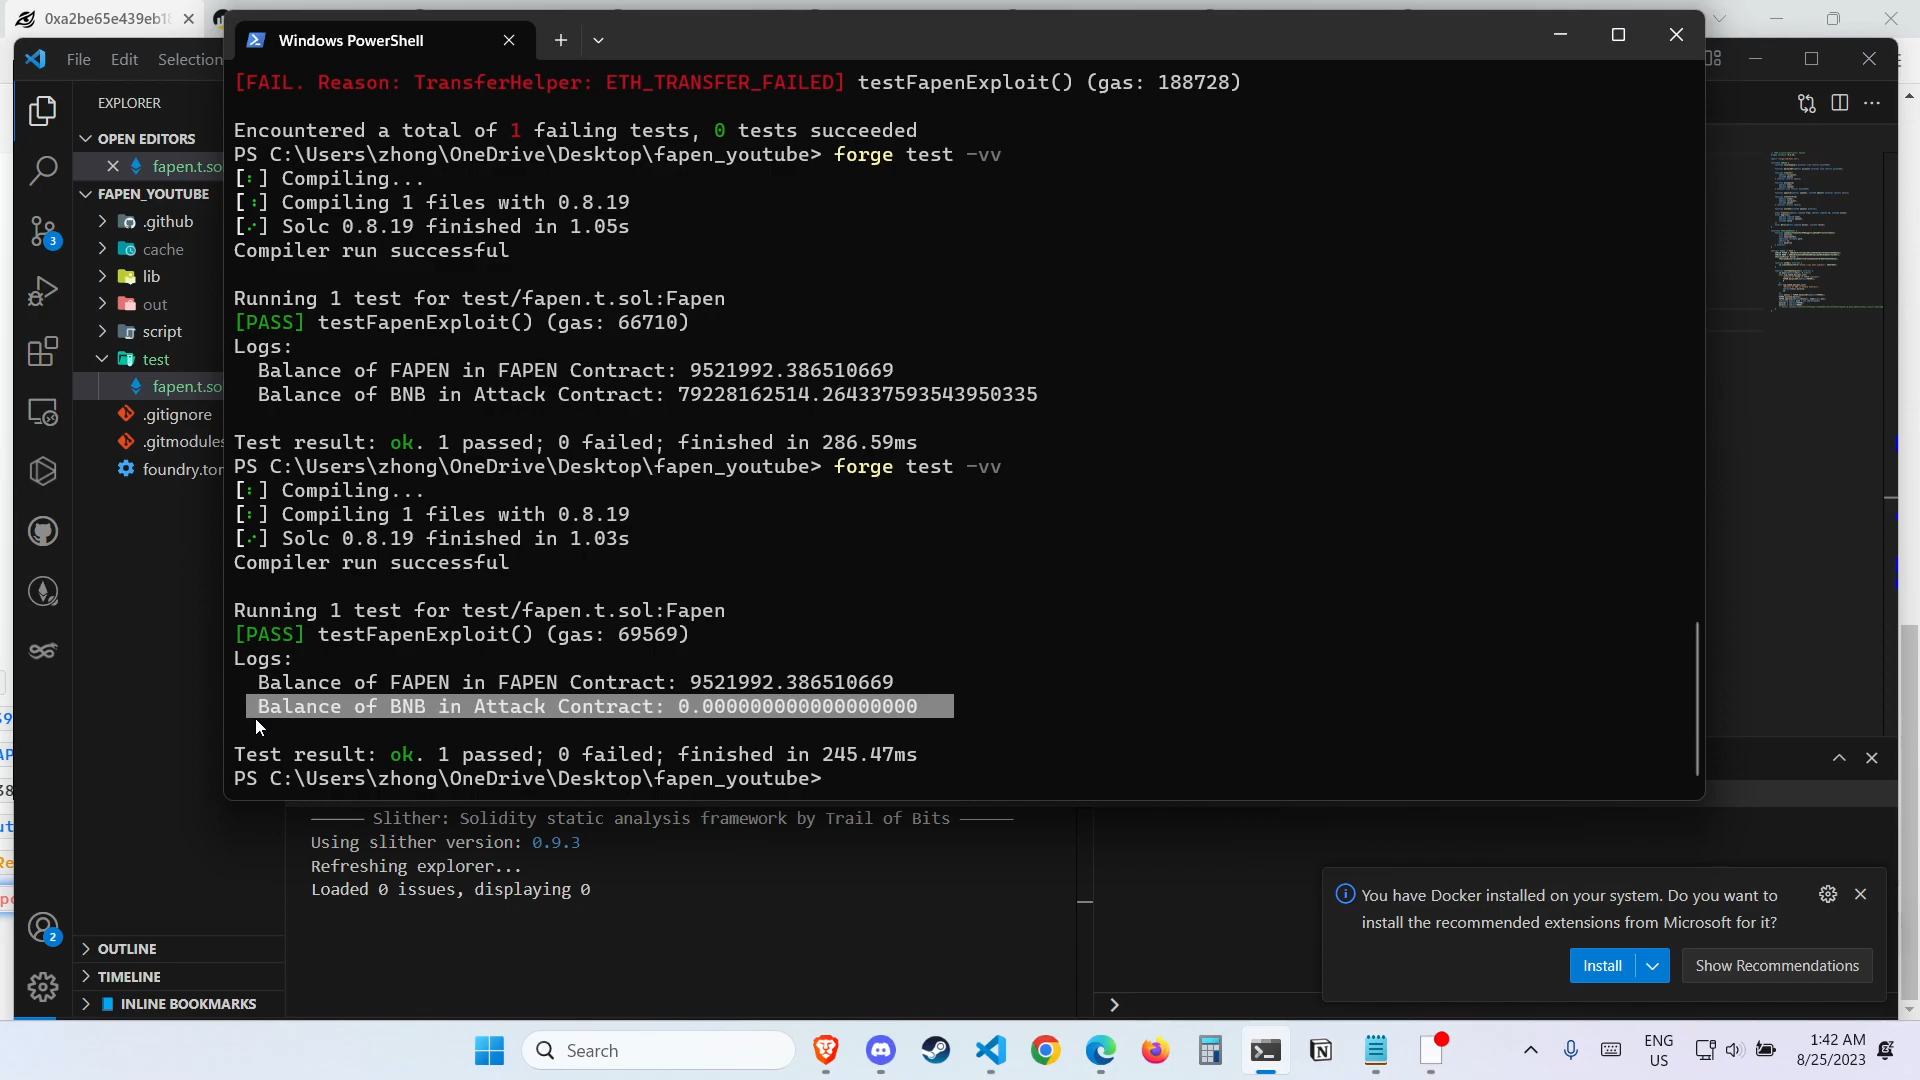 0xa2be65e439eb18
Windows PowerShell
File Edit Selection
EXPLORER
OPEN EDITORS
fapen.t.so
FAPEN_YOUTUBE
.github
cache
lib
out
script
test
fapen.t.so
.gitignore
.gitmodules
foundry.tor
OUTLINE
TIMELINE
INLINE BOOKMARKS
3
2
[FAIL. Reason: TransferHelper: ETH_TRANSFER_FAILED] testFapenExploit() (gas: 188728)
Encountered a total of 1 failing tests, 0 tests succeeded
PS C:\Users\zhong\OneDrive\Desktop\fapen_youtube> forge test -vv
[⠆] Compiling...
[⠰] Compiling 1 files with 0.8.19
[⠔] Solc 0.8.19 finished in 1.05s
Compiler run successful
Running 1 test for test/fapen.t.sol:Fapen
[PASS] testFapenExploit() (gas: 66710)
Logs:
Balance of FAPEN in FAPEN Contract: 9521992.386510669
Balance of BNB in Attack Contract: 79228162514.264337593543950335
Test result: ok. 1 passed; 0 failed; finished in 286.59ms
PS C:\Users\zhong\OneDrive\Desktop\fapen_youtube> forge test -vv
[⠆] Compiling...
[⠆] Compiling 1 files with 0.8.19
[⠔] Solc 0.8.19 finished in 1.03s
Compiler run successful
Running 1 test for test/fapen.t.sol:Fapen
[PASS] testFapenExploit() (gas: 69569)
Logs:
Balance of FAPEN in FAPEN Contract: 9521992.386510669
Balance of BNB in Attack Contract: 0.000000000000000000
Test result: ok. 1 passed; 0 failed; finished in 245.47ms
PS C:\Users\zhong\OneDrive\Desktop\fapen_youtube>
Slither: Solidity static analysis framework by Trail of Bits
Using slither version: 0.9.3
Refreshing explorer...
Loaded 0 issues, displaying 0
You have Docker installed on your system. Do you want to
install the recommended extensions from Microsoft for it?
Install
Show Recommendations
Search
ENG
US
1:42 AM
8/25/2023